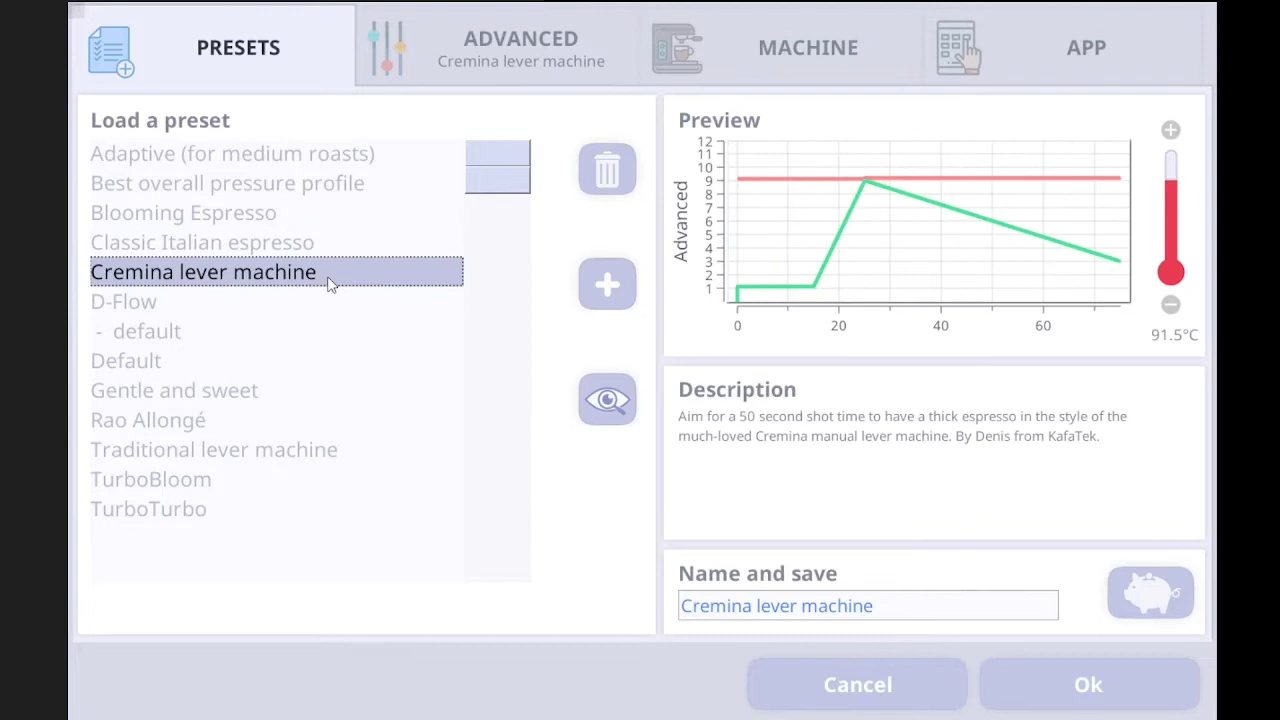 PRESETS
ADVANCED
Cremina lever machine
MACHINE
APP
Load a preset
Adaptive (for medium roasts)
Best overall pressure profile
Blooming Espresso
Classic Italian espresso
Cremina lever machine
D-Flow
- default
Default
Gentle and sweet
Rao Allongé
Traditional lever machine
TurboBloom
TurboTurbo
Preview
Advanced
12
11
10
9
8
7
6
5
4
3
2
1
0 20 40 60
91.5°C
Description
Aim for a 50 second shot time to have a thick espresso in the style of the
much-loved Cremina manual lever machine. By Denis from KafaTek.
Name and save
Cremina lever machine
Cancel
Ok